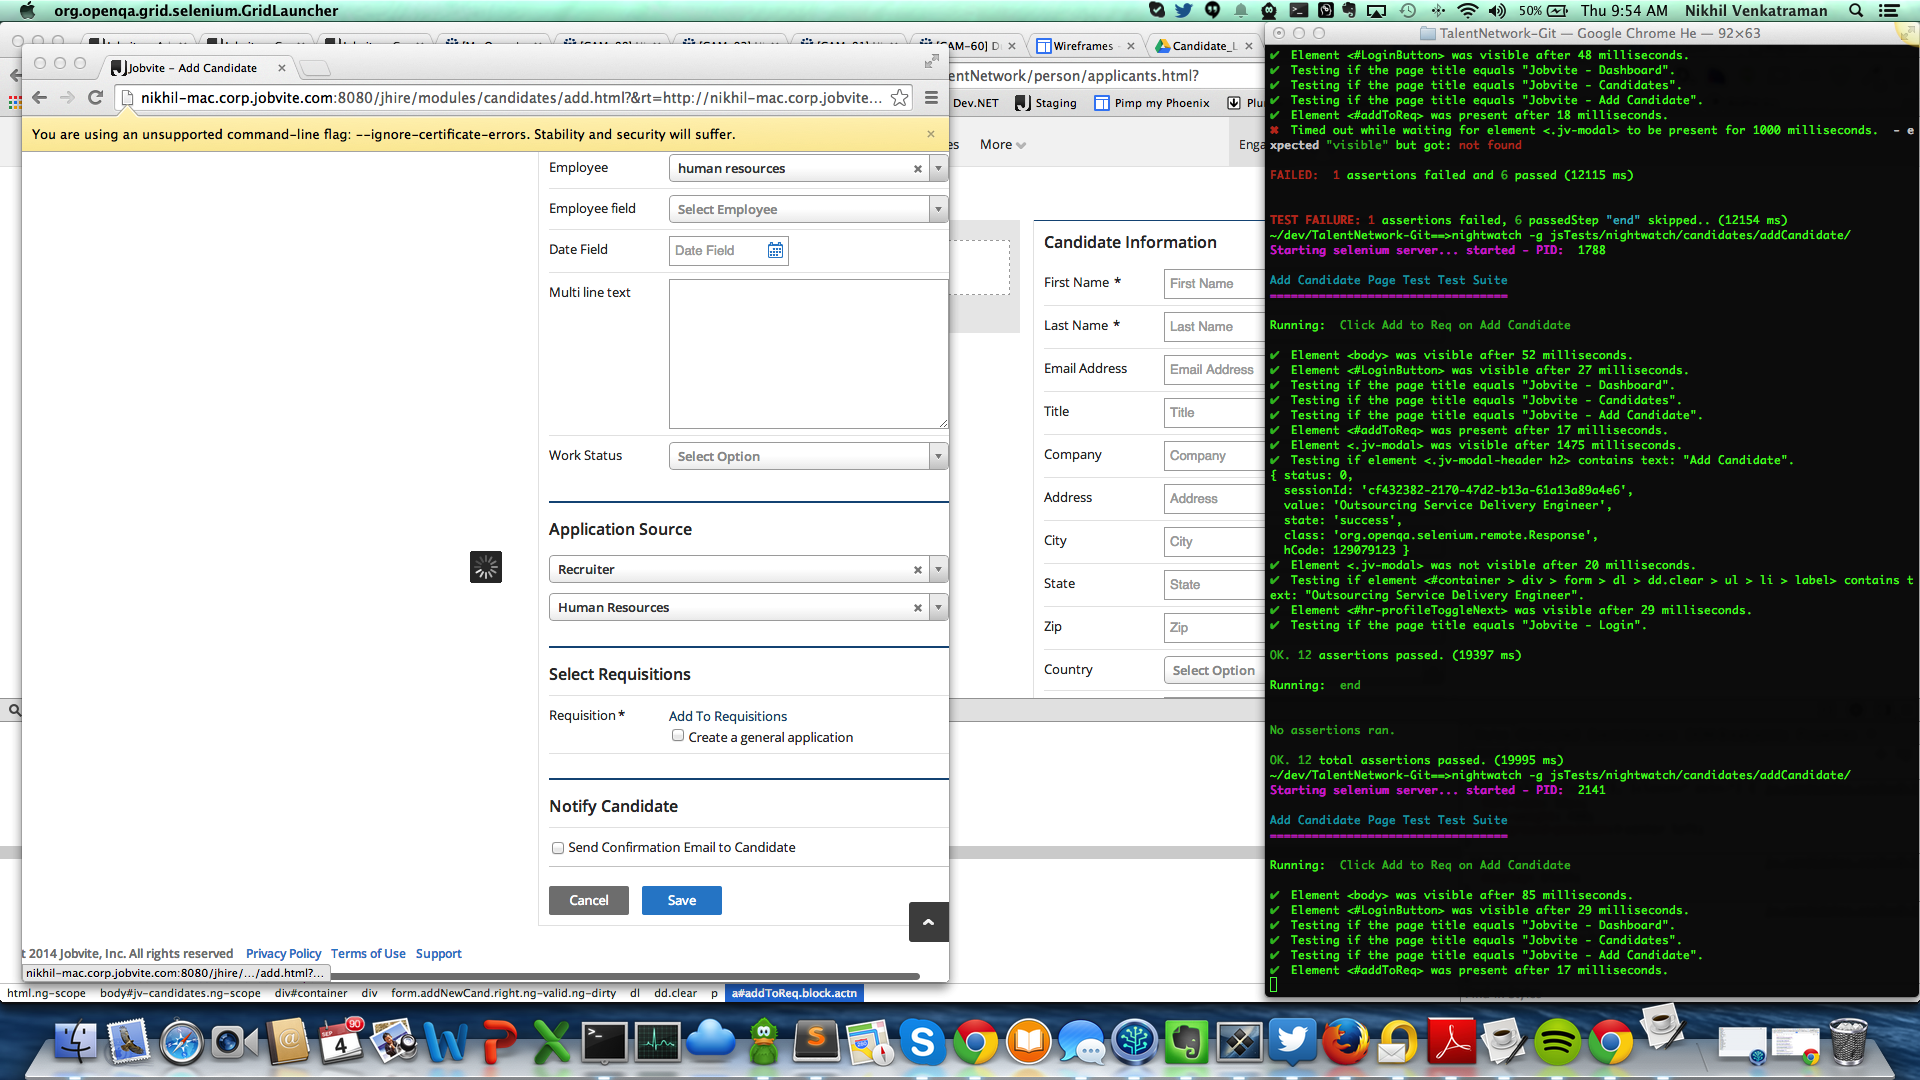 org.openqa.grid.selenium.GridLauncher
50%
Thu 9:54 AM
Nikhil Venkatraman
[CAM-60] D
Wireframes -
Candidate_L
Jobvite – Add Candidate
nikhil-mac.corp.jobvite.com:8080/jhire/modules/candidates/add.html?&rt=http://nikhil-mac.corp.jobvite...
entNetwork/person/applicants.html?
Dev.NET
Staging
Pimp my Phoenix
Plu
You are using an unsupported command-line flag: --ignore-certificate-errors. Stability and security will suffer.
es
More
Enga
Employee
human resources
Employee field
Select Employee
Date Field
Date Field
Multi line text
Work Status
Select Option
Application Source
Recruiter
Human Resources
Select Requisitions
Requisition *
Add To Requisitions
Create a general application
Notify Candidate
Send Confirmation Email to Candidate
Cancel
Save
t 2014 Jobvite, Inc. All rights reserved
Privacy Policy
Terms of Use
Support
nikhil-mac.corp.jobvite.com:8080/jhire/.../add.html?...
html.ng-scope
body#jv-candidates.ng-scope
div#container
div
form.addNewCand.right.ng-valid.ng-dirty
dl
dd.clear
p
a#addToReq.block.actn
Candidate Information
First Name *
First Name
Last Name *
Last Name
Email Address
Email Address
Title
Title
Company
Company
Address
Address
City
City
State
State
Zip
Zip
Country
Select Option
TalentNetwork-Git — Google Chrome He — 92×63
✔ Element <#LoginButton> was visible after 48 milliseconds.
✔ Testing if the page title equals "Jobvite - Dashboard".
✔ Testing if the page title equals "Jobvite - Candidates".
✔ Testing if the page title equals "Jobvite - Add Candidate".
✔ Element <#addToReq> was present after 18 milliseconds.
✖ Timed out while waiting for element <.jv-modal> to be present for 1000 milliseconds.  - e
xpected "visible" but got: not found
FAILED:  1 assertions failed and 6 passed (12115 ms)
TEST FAILURE: 1 assertions failed, 6 passedStep "end" skipped.. (12154 ms)
~/dev/TalentNetwork-Git==>nightwatch -g jsTests/nightwatch/candidates/addCandidate/
Starting selenium server... started - PID:  1788
Add Candidate Page Test Test Suite
==================================
Running:  Click Add to Req on Add Candidate
✔ Element <body> was visible after 52 milliseconds.
✔ Element <#LoginButton> was visible after 27 milliseconds.
✔ Testing if the page title equals "Jobvite - Dashboard".
✔ Testing if the page title equals "Jobvite - Candidates".
✔ Testing if the page title equals "Jobvite - Add Candidate".
✔ Element <#addToReq> was present after 17 milliseconds.
✔ Element <.jv-modal> was visible after 1475 milliseconds.
✔ Testing if element <.jv-modal-header h2> contains text: "Add Candidate".
{ status: 0,
sessionId: 'cf432382-2170-47d2-b13a-61a13a89a4e6',
value: 'Outsourcing Service Delivery Engineer',
state: 'success',
class: 'org.openqa.selenium.remote.Response',
hCode: 129079123 }
✔ Element <.jv-modal> was not visible after 20 milliseconds.
✔ Testing if element <#container > div > form > dl > dd.clear > ul > li > label> contains t
ext: "Outsourcing Service Delivery Engineer".
✔ Element <#hr-profileToggleNext> was visible after 29 milliseconds.
✔ Testing if the page title equals "Jobvite - Login".
OK. 12 assertions passed. (19397 ms)
Running:  end
No assertions ran.
OK. 12 total assertions passed. (19995 ms)
~/dev/TalentNetwork-Git==>nightwatch -g jsTests/nightwatch/candidates/addCandidate/
Starting selenium server... started - PID:  2141
Add Candidate Page Test Test Suite
==================================
Running:  Click Add to Req on Add Candidate
✔ Element <body> was visible after 85 milliseconds.
✔ Element <#LoginButton> was visible after 29 milliseconds.
✔ Testing if the page title equals "Jobvite - Dashboard".
✔ Testing if the page title equals "Jobvite - Candidates".
✔ Testing if the page title equals "Jobvite - Add Candidate".
✔ Element <#addToReq> was present after 17 milliseconds.
SEP
4
90